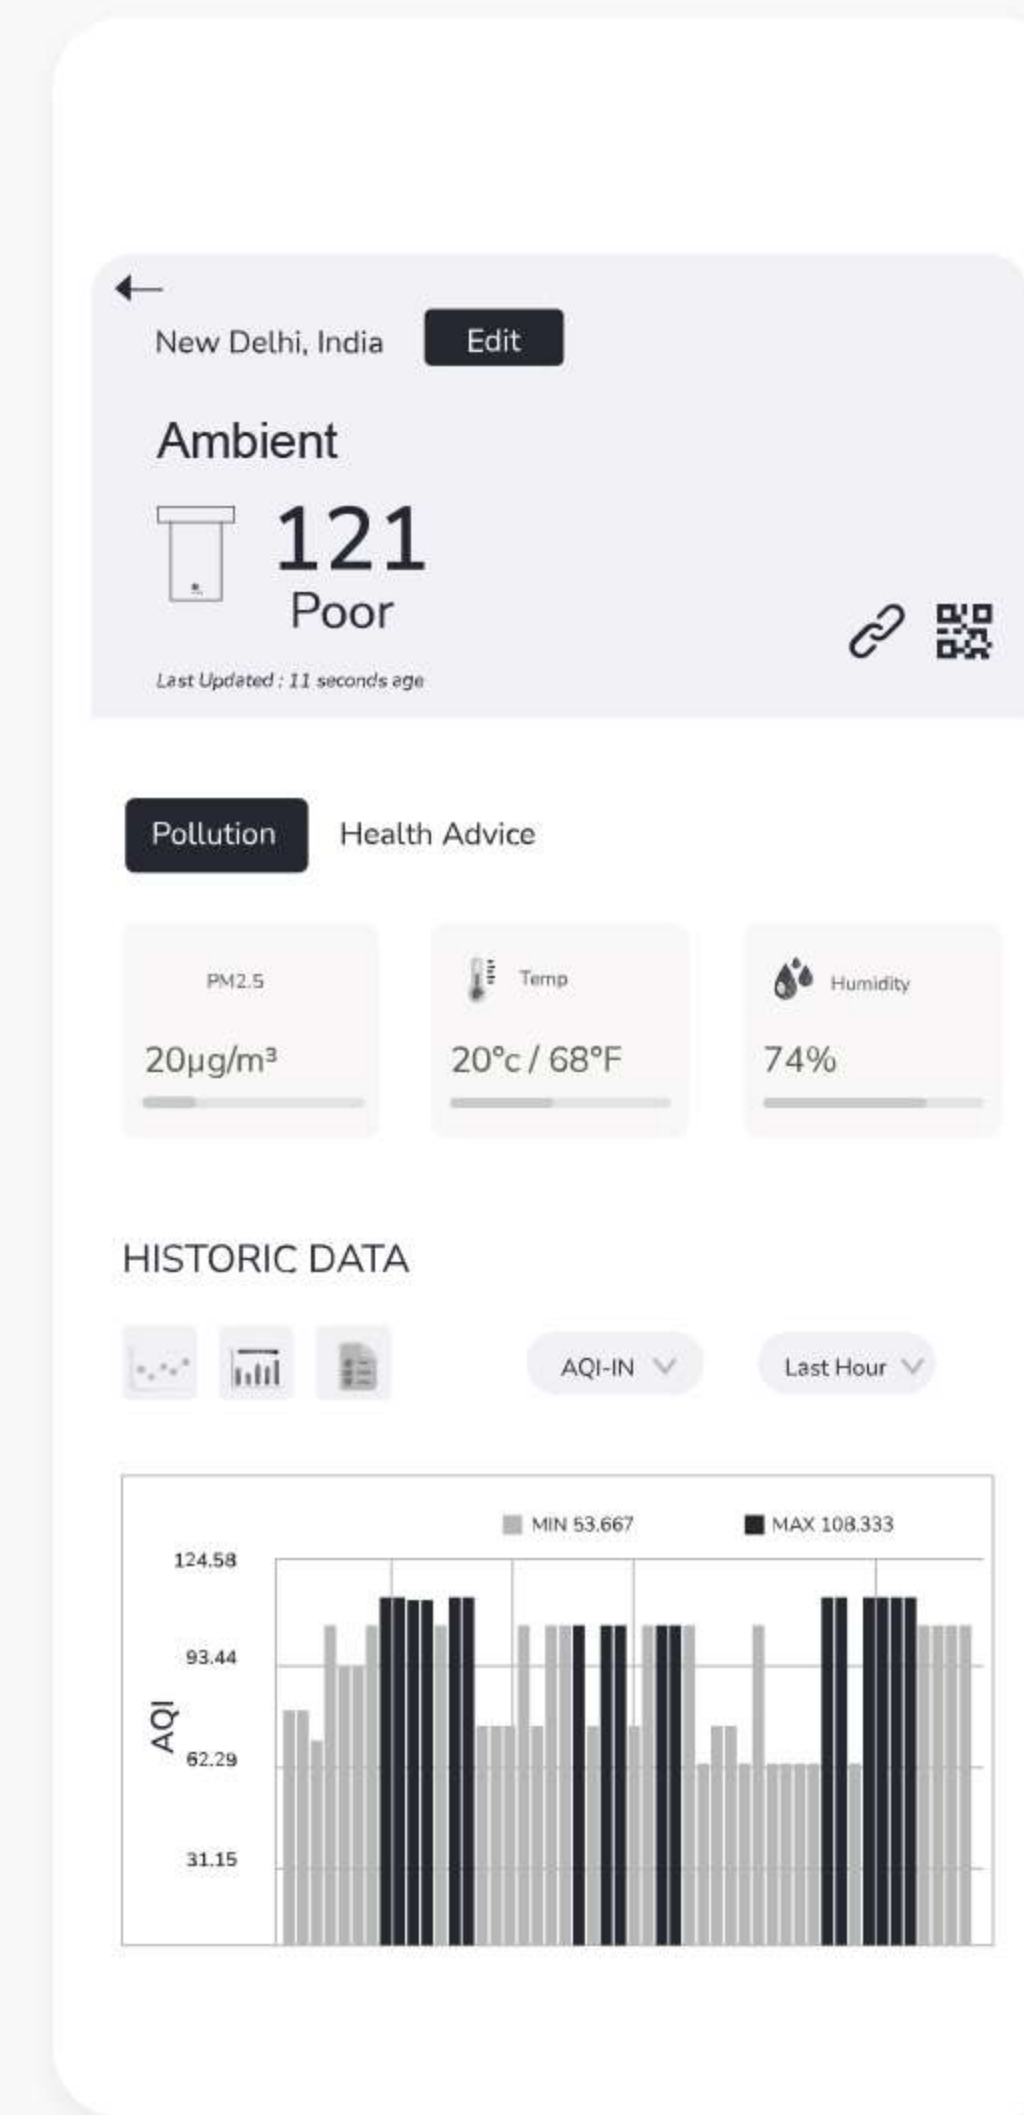 New Delhi, India
Edit
Ambient
121
Poor
Last Updated : 11 seconds age
Pollution
Health Advice
PM2.5
Temp
Humidity
20µg/m³
20°c / 68°F
74%
HISTORIC DATA
AQI-IN
Last Hour
MIN 53.667
MAX 108.333
124.58
93.44
AQI
62.29
31.15